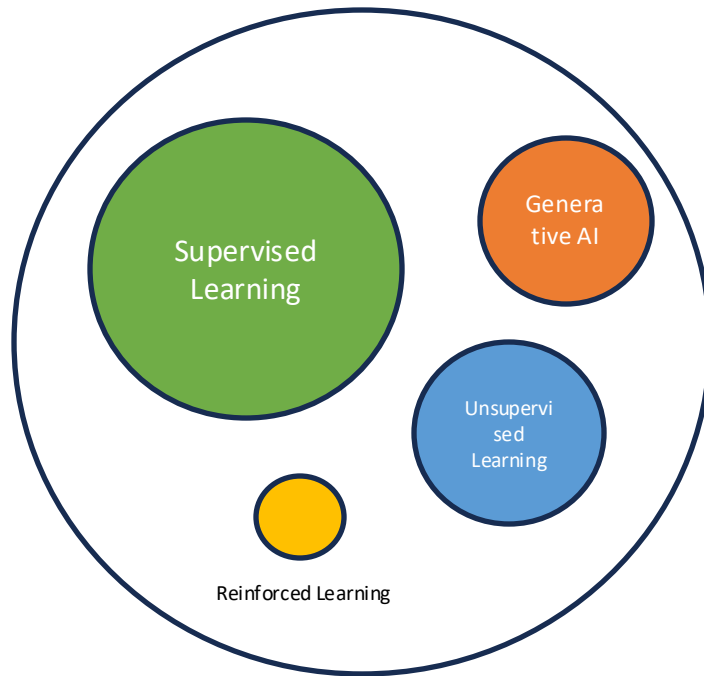 Supervised
Learning
Genera
tive AI
Unsupervi
sed
Learning
Reinforced Learning